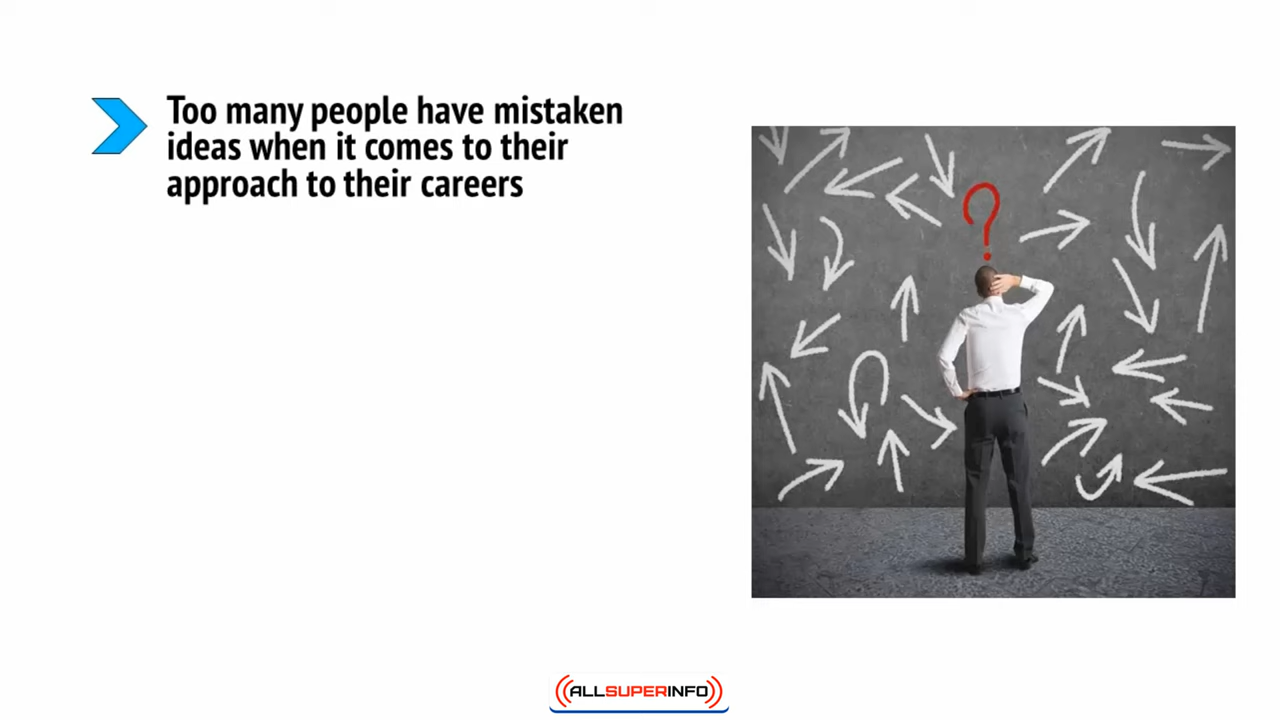 Too many people have mistaken
ideas when it comes to their
approach to their careers
?
ALLSUPERINFO